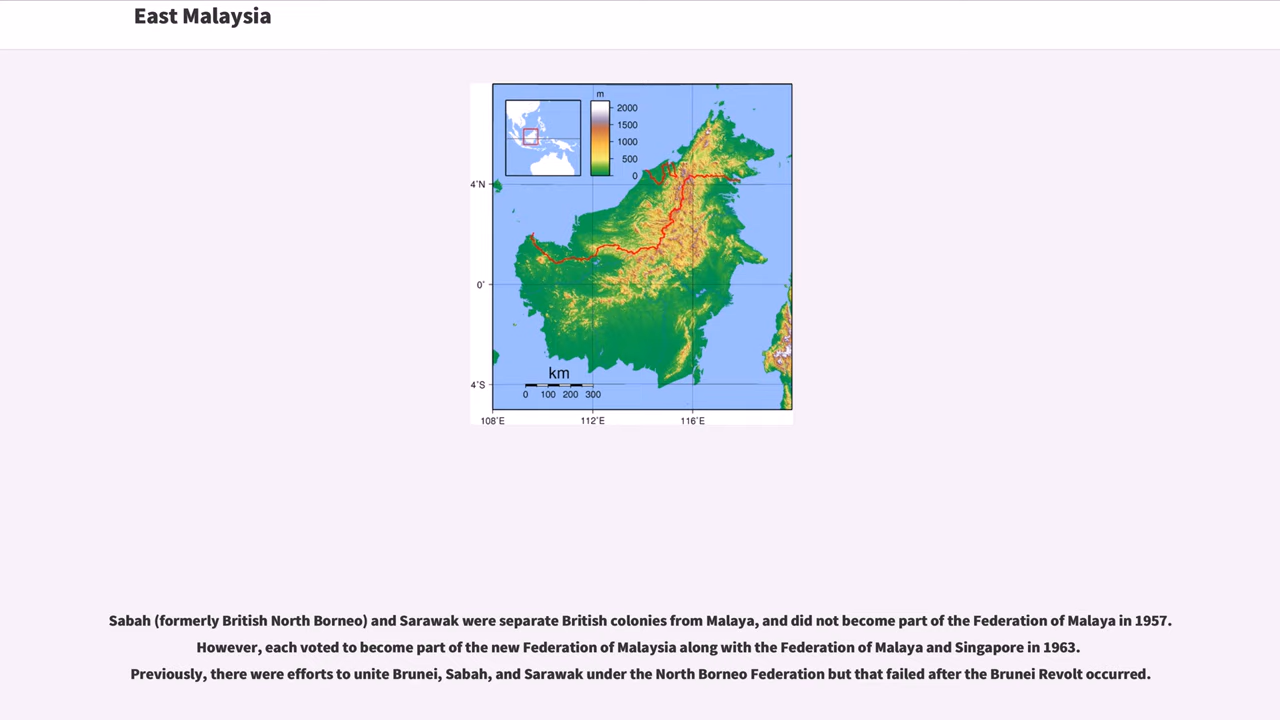 East Malaysia
m
2000
1500
1000
500
0
4°N
0°
4°S
km
0 100 200 300
108°E 112°E 116°E
Sabah (formerly British North Borneo) and Sarawak were separate British colonies from Malaya, and did not become part of the Federation of Malaya in 1957.
However, each voted to become part of the new Federation of Malaysia along with the Federation of Malaya and Singapore in 1963.
Previously, there were efforts to unite Brunei, Sabah, and Sarawak under the North Borneo Federation but that failed after the Brunei Revolt occurred.